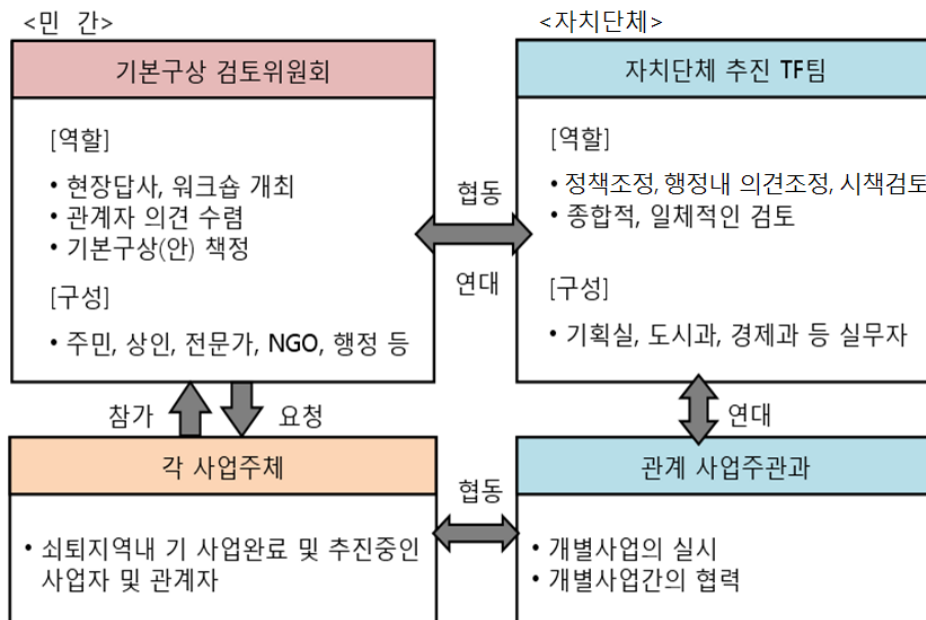 <민 간>
<자치단체>
기본구상 검토위원회
[역할]
• 현장답사, 워크숍 개최
• 관계자 의견 수렴
• 기본구상(안) 책정
[구성]
• 주민, 상인, 전문가, NGO, 행정 등
협동
연대
자치단체 추진 TF팀
[역할]
• 정책조정, 행정내 의견조정, 시책검토
• 종합적, 일체적인 검토
[구성]
• 기획실, 도시과, 경제과 등 실무자
참가
요청
연대
각 사업주체
• 쇠퇴지역내 기 사업완료 및 추진중인
사업자 및 관계자
협동
관계 사업주관과
• 개별사업의 실시
• 개별사업간의 협력